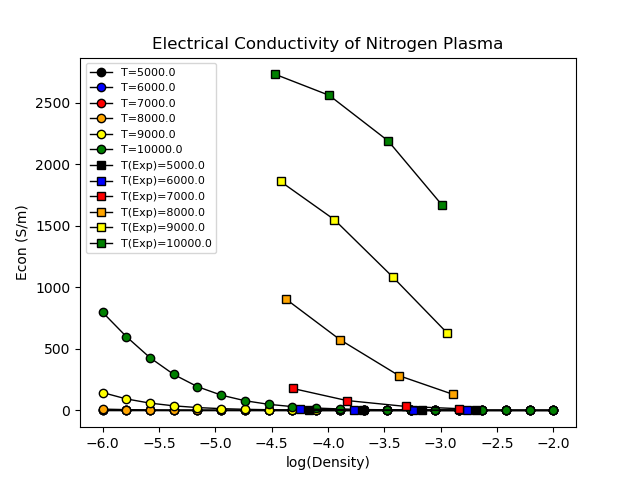 Electrical Conductivity of Nitrogen Plasma
T=5000.0
T=6000.0
T=7000.0
T=8000.0
T=9000.0
T=10000.0
T(Exp)=5000.0
T(Exp)=6000.0
T(Exp)=7000.0
T(Exp)=8000.0
T(Exp)=9000.0
T(Exp)=10000.0
Econ (S/m)
2500
2000
1500
1000
500
0
−6.0 −5.5 −5.0 −4.5 −4.0 −3.5 −3.0 −2.5 −2.0
log(Density)